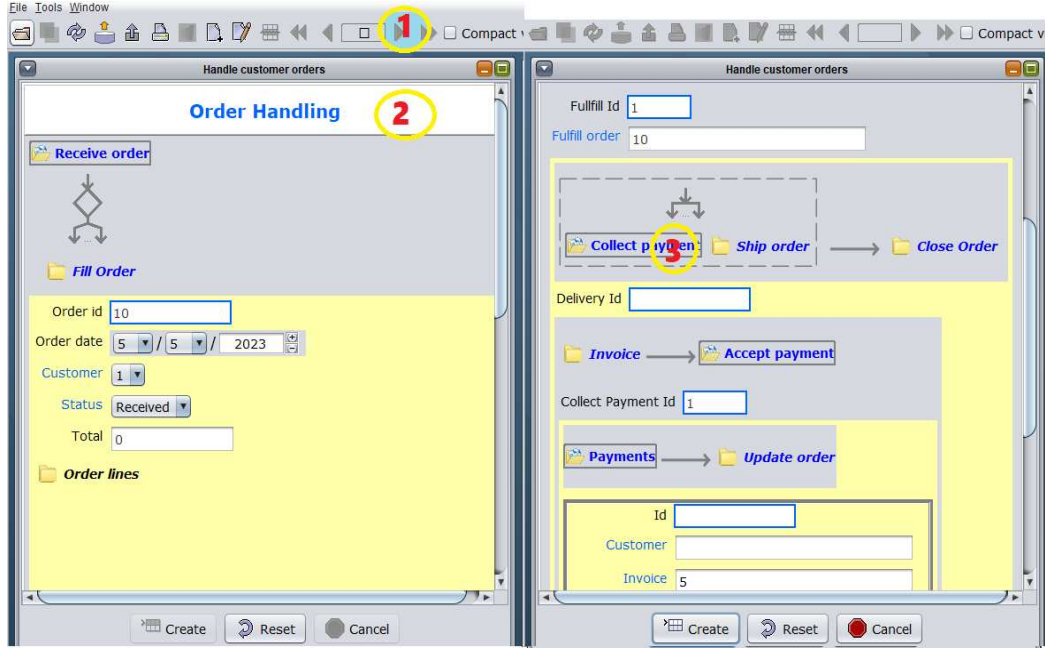 File Tools Window
1
Compact v
Compact v
Handle customer orders
Order Handling
2
Receive order
...
Fill Order
Order id 10
Order date 5 / 5 / 2023
Customer 1
Status Received
Total 0
Order lines
Create Reset Cancel
Handle customer orders
Fullfill Id 1
Fulfill order 10
...
Collect payment Ship order Close Order
3
Delivery Id
Invoice Accept payment
Collect Payment Id 1
Payments Update order
Id
Customer
Invoice 5
Create Reset Cancel